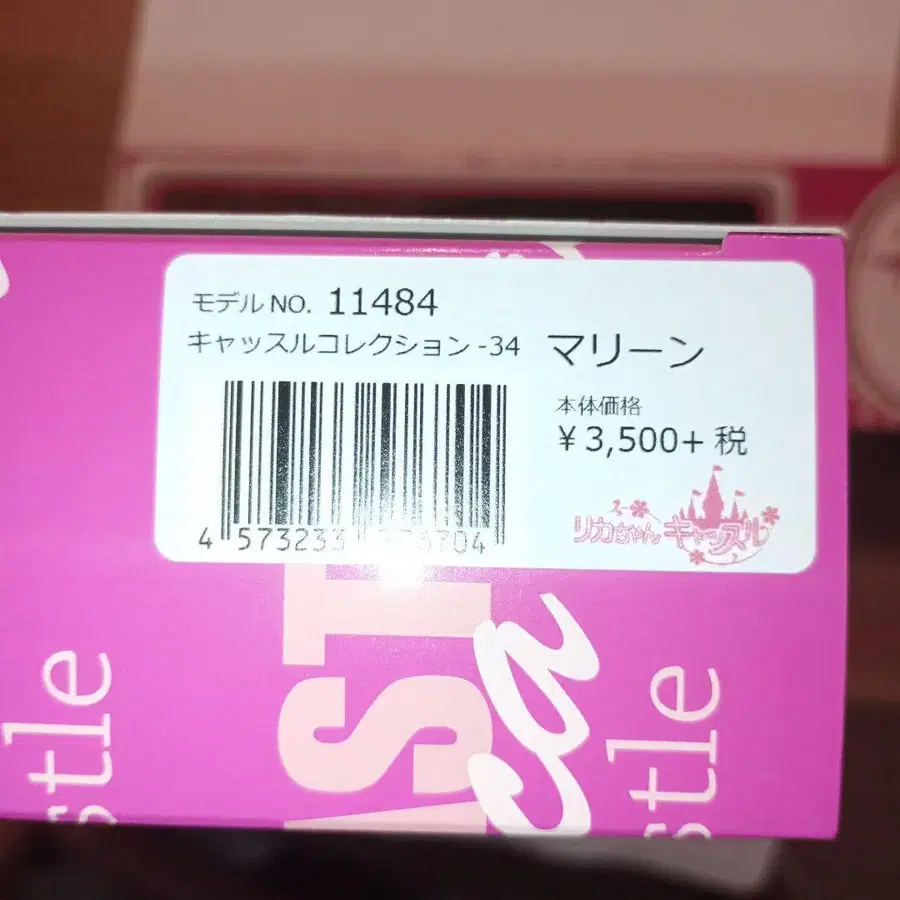 モデルNO. 11484
キャッスルコレクション-34 マリーン
本体価格
¥3,500+税
4 573233
リカちゃんキャッスル
AST
ca
stle
stle